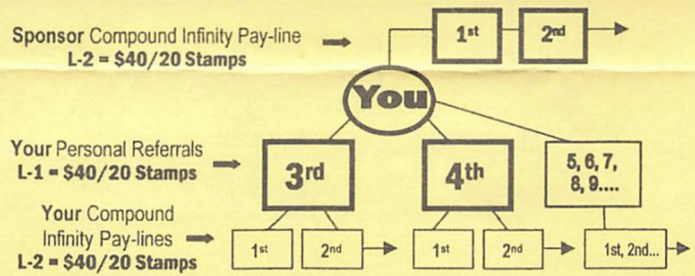 Sponsor Compound Infinity Pay-line
L-2 = $40/20 Stamps
1st 2nd
You
Your Personal Referrals
L-1 = $40/20 Stamps
3rd 4th
5, 6, 7,
8, 9....
Your Compound
Infinity Pay-lines
L-2 = $40/20 Stamps
1st 2nd 1st 2nd 1st, 2nd...